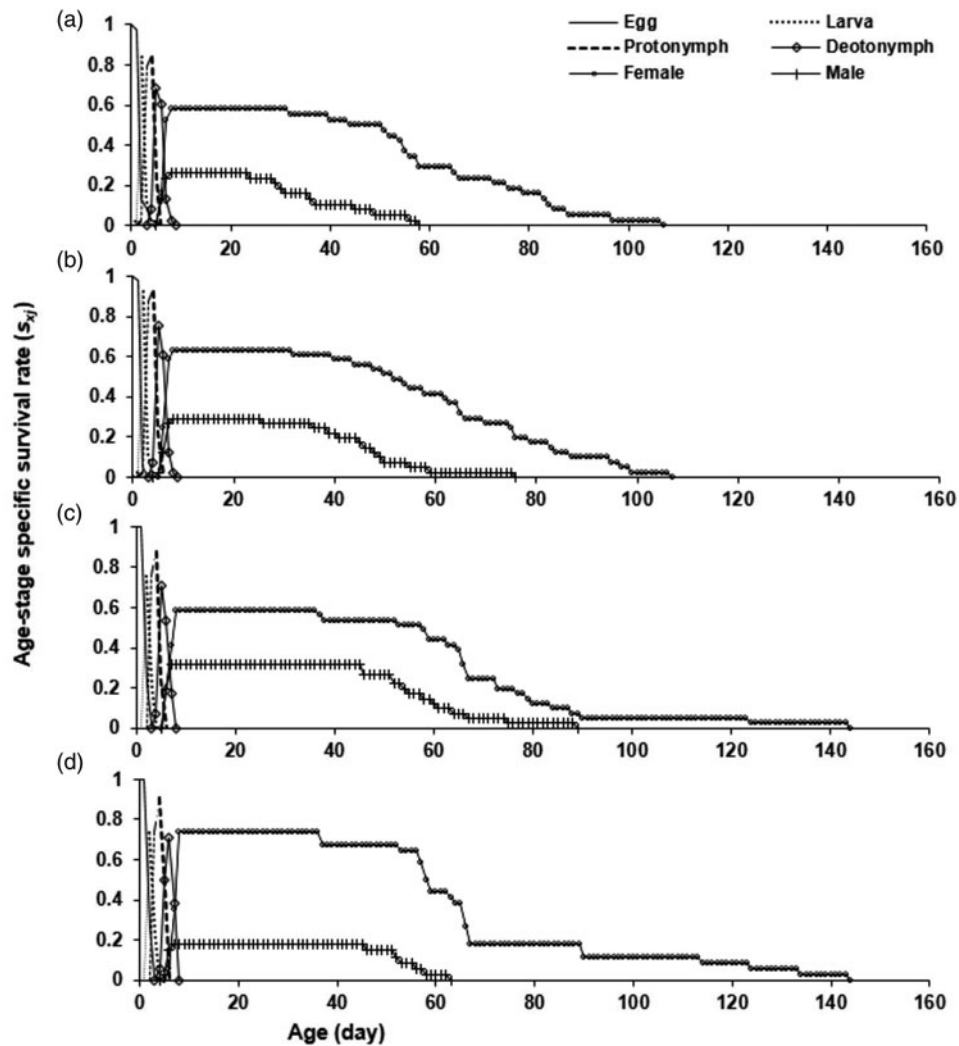 (a)
Egg Larva
Protonymph Deotonymph
Female Male
1
0.8
0.6
0.4
0.2
0
0 20 40 60 80 100 120 140 160
(b)
1
0.8
0.6
0.4
0.2
0
0 20 40 60 80 100 120 140 160
Age-stage specific survival rate (s_xj)
(c)
1
0.8
0.6
0.4
0.2
0
0 20 40 60 80 100 120 140 160
(d)
1
0.8
0.6
0.4
0.2
0
0 20 40 60 80 100 120 140 160
Age (day)